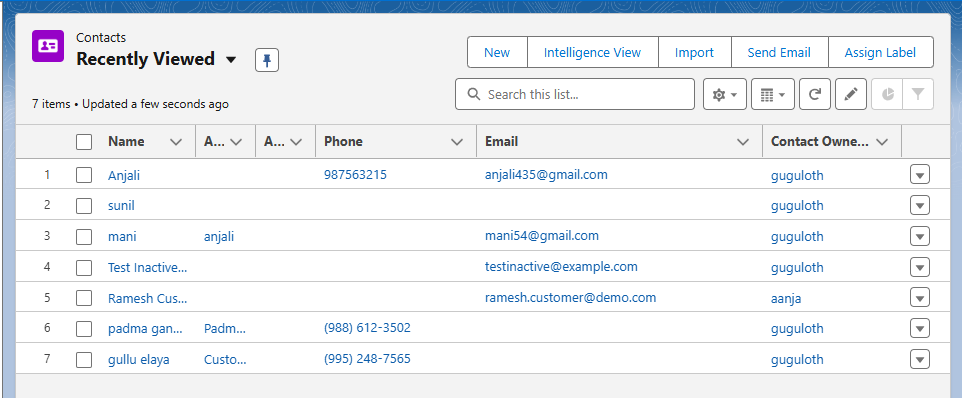 Contacts
Recently Viewed
New Intelligence View Import Send Email Assign Label
7 items • Updated a few seconds ago
Search this list...
Name A... A... Phone Email Contact Owne...
1 Anjali 987563215 anjali435@gmail.com guguloth
2 sunil guguloth
3 mani anjali mani54@gmail.com guguloth
4 Test Inactive... testinactive@example.com guguloth
5 Ramesh Cus... ramesh.customer@demo.com aanja
6 padma gan... Padm... (988) 612-3502 guguloth
7 gullu elaya Custo... (995) 248-7565 guguloth